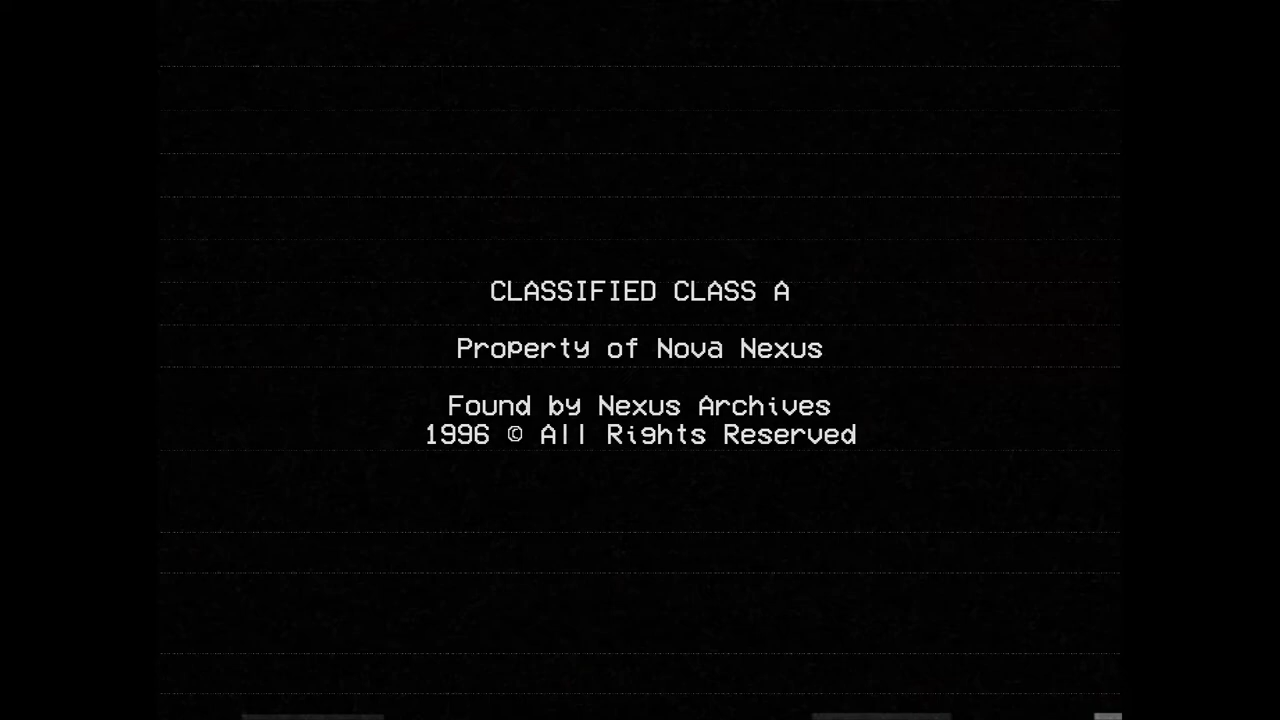 CLASSIFIED CLASS A
Property of Nova Nexus
Found by Nexus Archives
1996 © All Rights Reserved